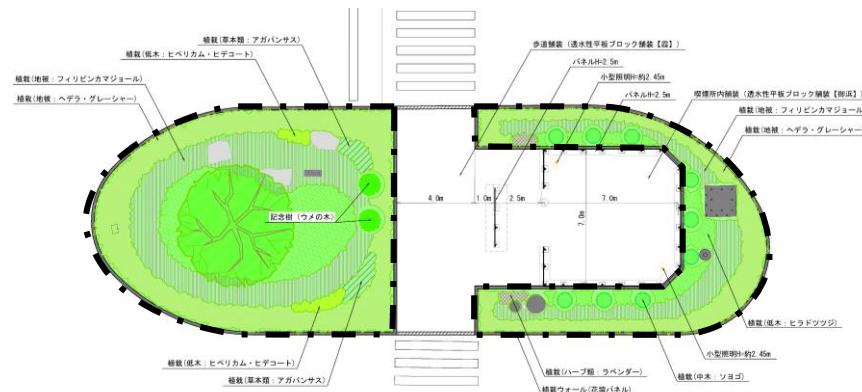 植栽(草本類：アガパンサス)
植栽(低木：ヒペリカム・ヒデコート)
植栽(地被：フィリピンカマジョール)
植栽(地被：ヘデラ・グレーシャー)
歩道舗装（透水性平板ブロック舗装【霞】）
パネルH=2.5m
小型照明H=約2.45m
パネルH=2.5m
喫煙所内舗装（透水性平板ブロック舗装【御浜】）
植栽(地被：フィリピンカマジョール)
植栽(地被：ヘデラ・グレーシャー)
記念樹（ウメの木）
4.0m
1.0m
2.5m
7.0m
7.0m
植栽(低木：ヒラドツツジ)
小型照明H=約2.45m
植栽(中木：ソヨゴ)
植栽(ハーブ類：ラベンダー)
植栽ウォール(花壇パネル)
植栽(低木：ヒペリカム・ヒデコート)
植栽(草本類：アガパンサス)